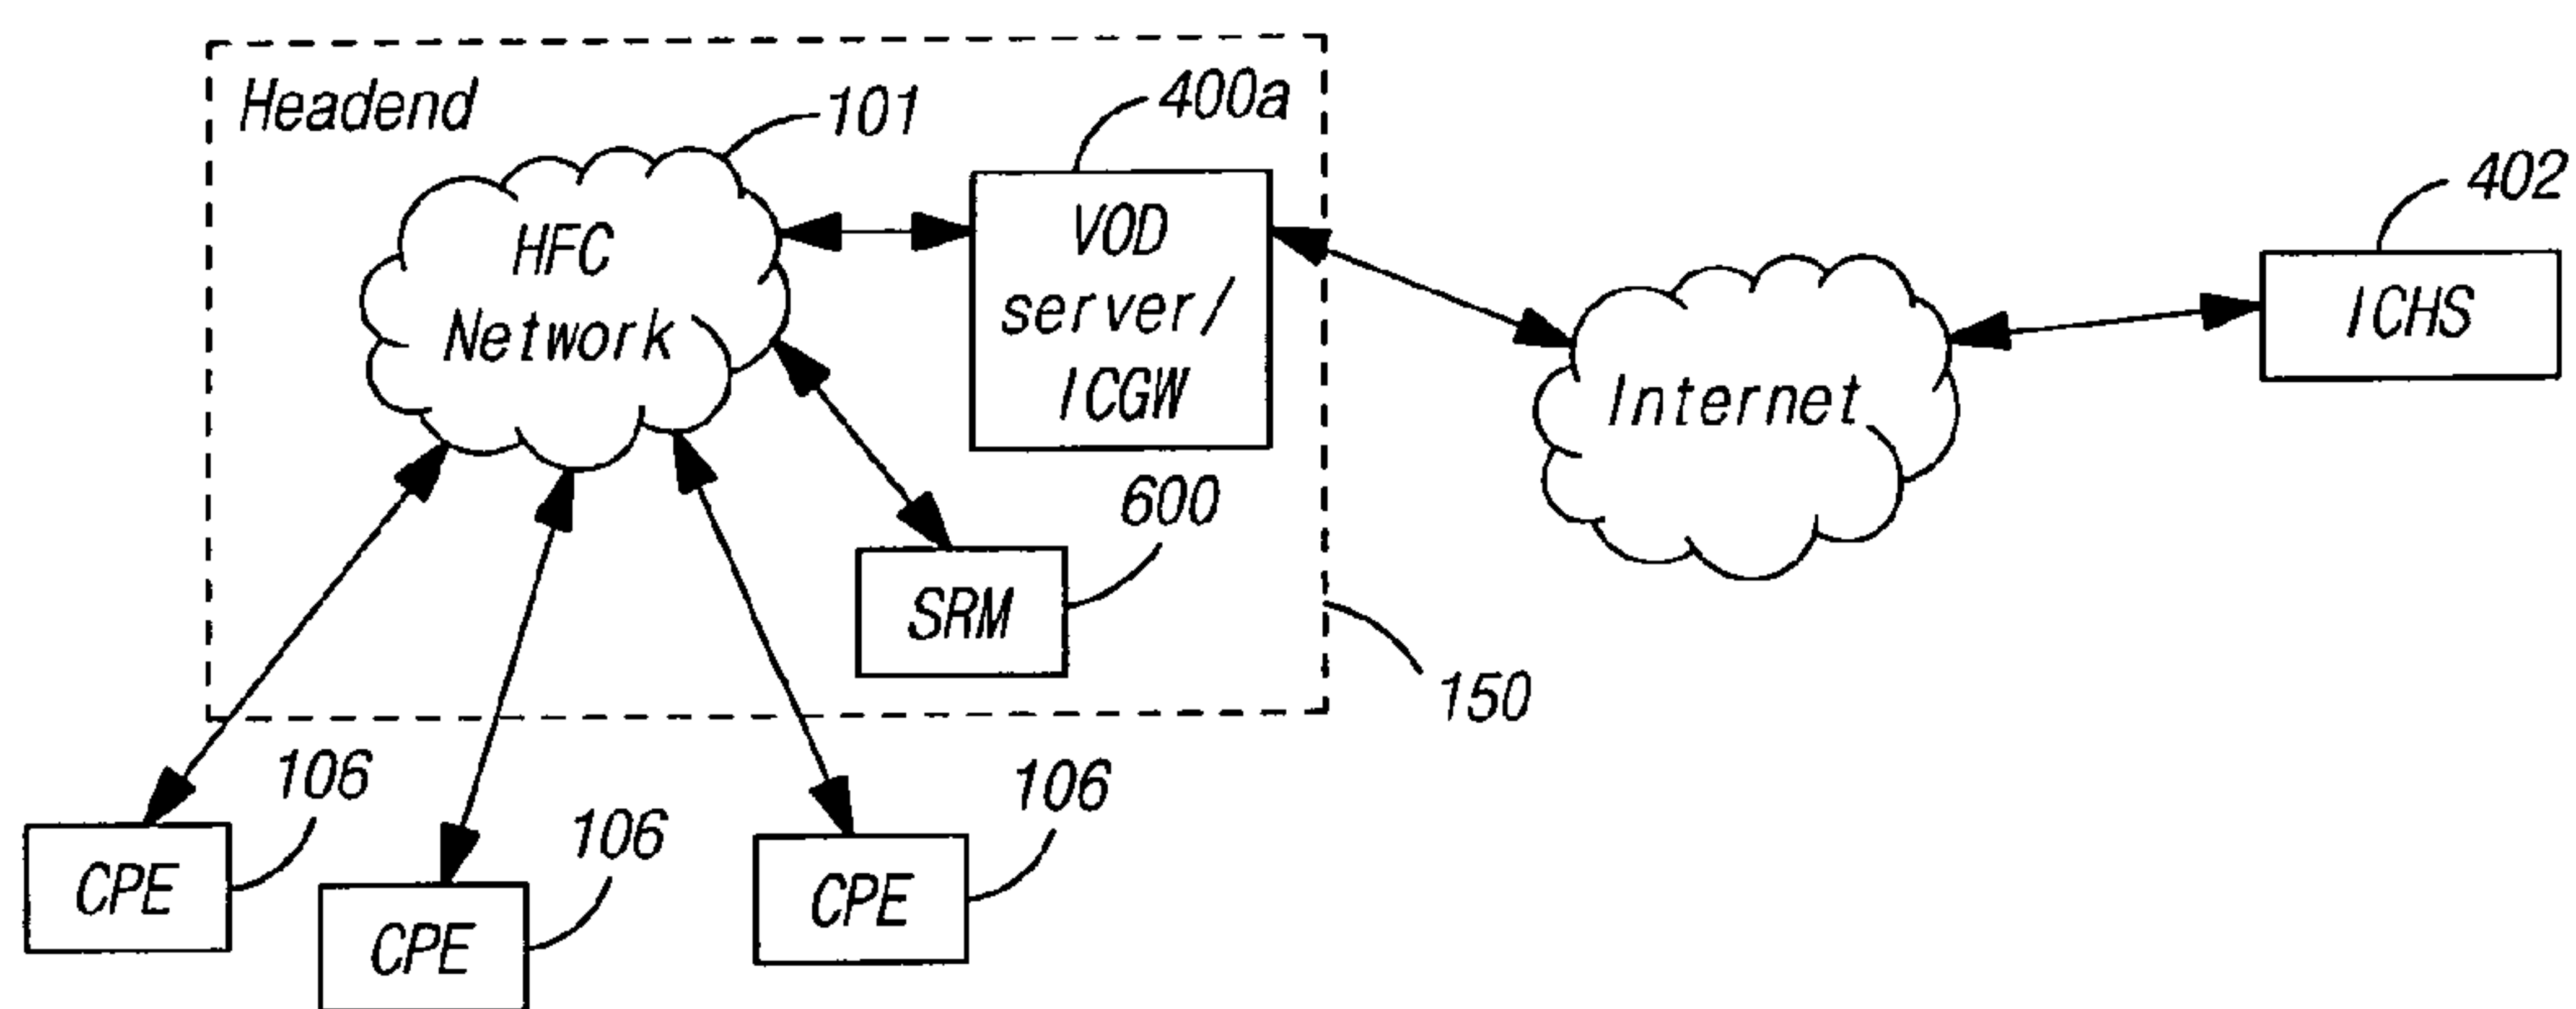 Headend
101
400a
402
HFC
Network
VOD
server/
ICGW
Internet
ICHS
600
SRM
150
106
106
106
CPE
CPE
CPE